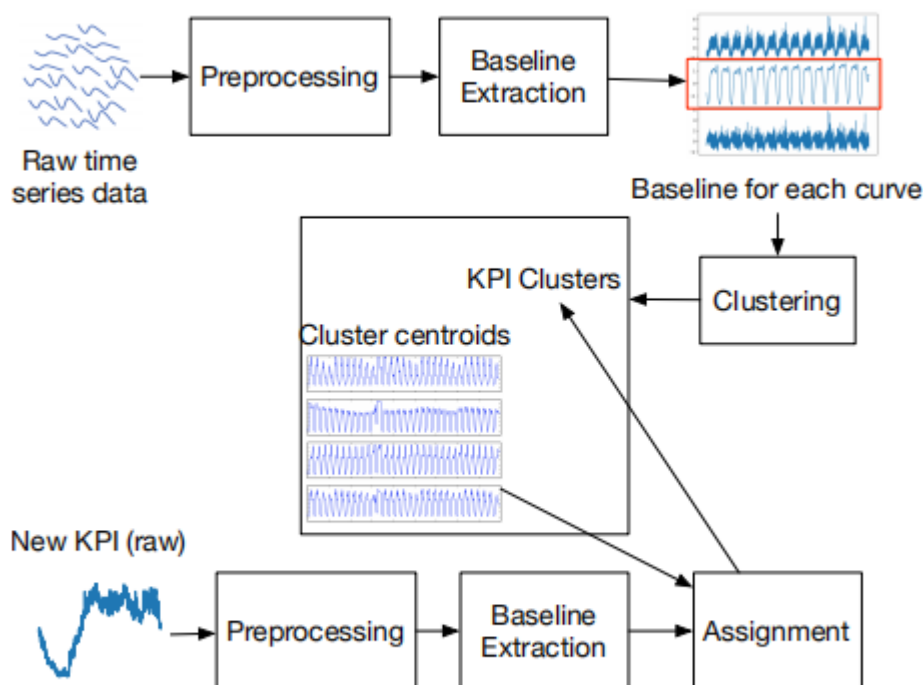 Preprocessing
Baseline
Extraction
Raw time
series data
Baseline for each curve
KPI Clusters
Clustering
Cluster centroids
New KPI (raw)
Preprocessing
Baseline
Extraction
Assignment